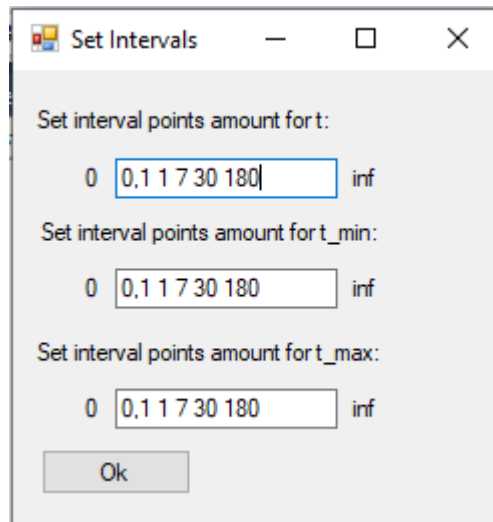 Set Intervals
Set interval points amount for t:
0 0,1 1 7 30 180 inf
Set interval points amount for t_min:
0 0,1 1 7 30 180 inf
Set interval points amount for t_max:
0 0,1 1 7 30 180 inf
Ok